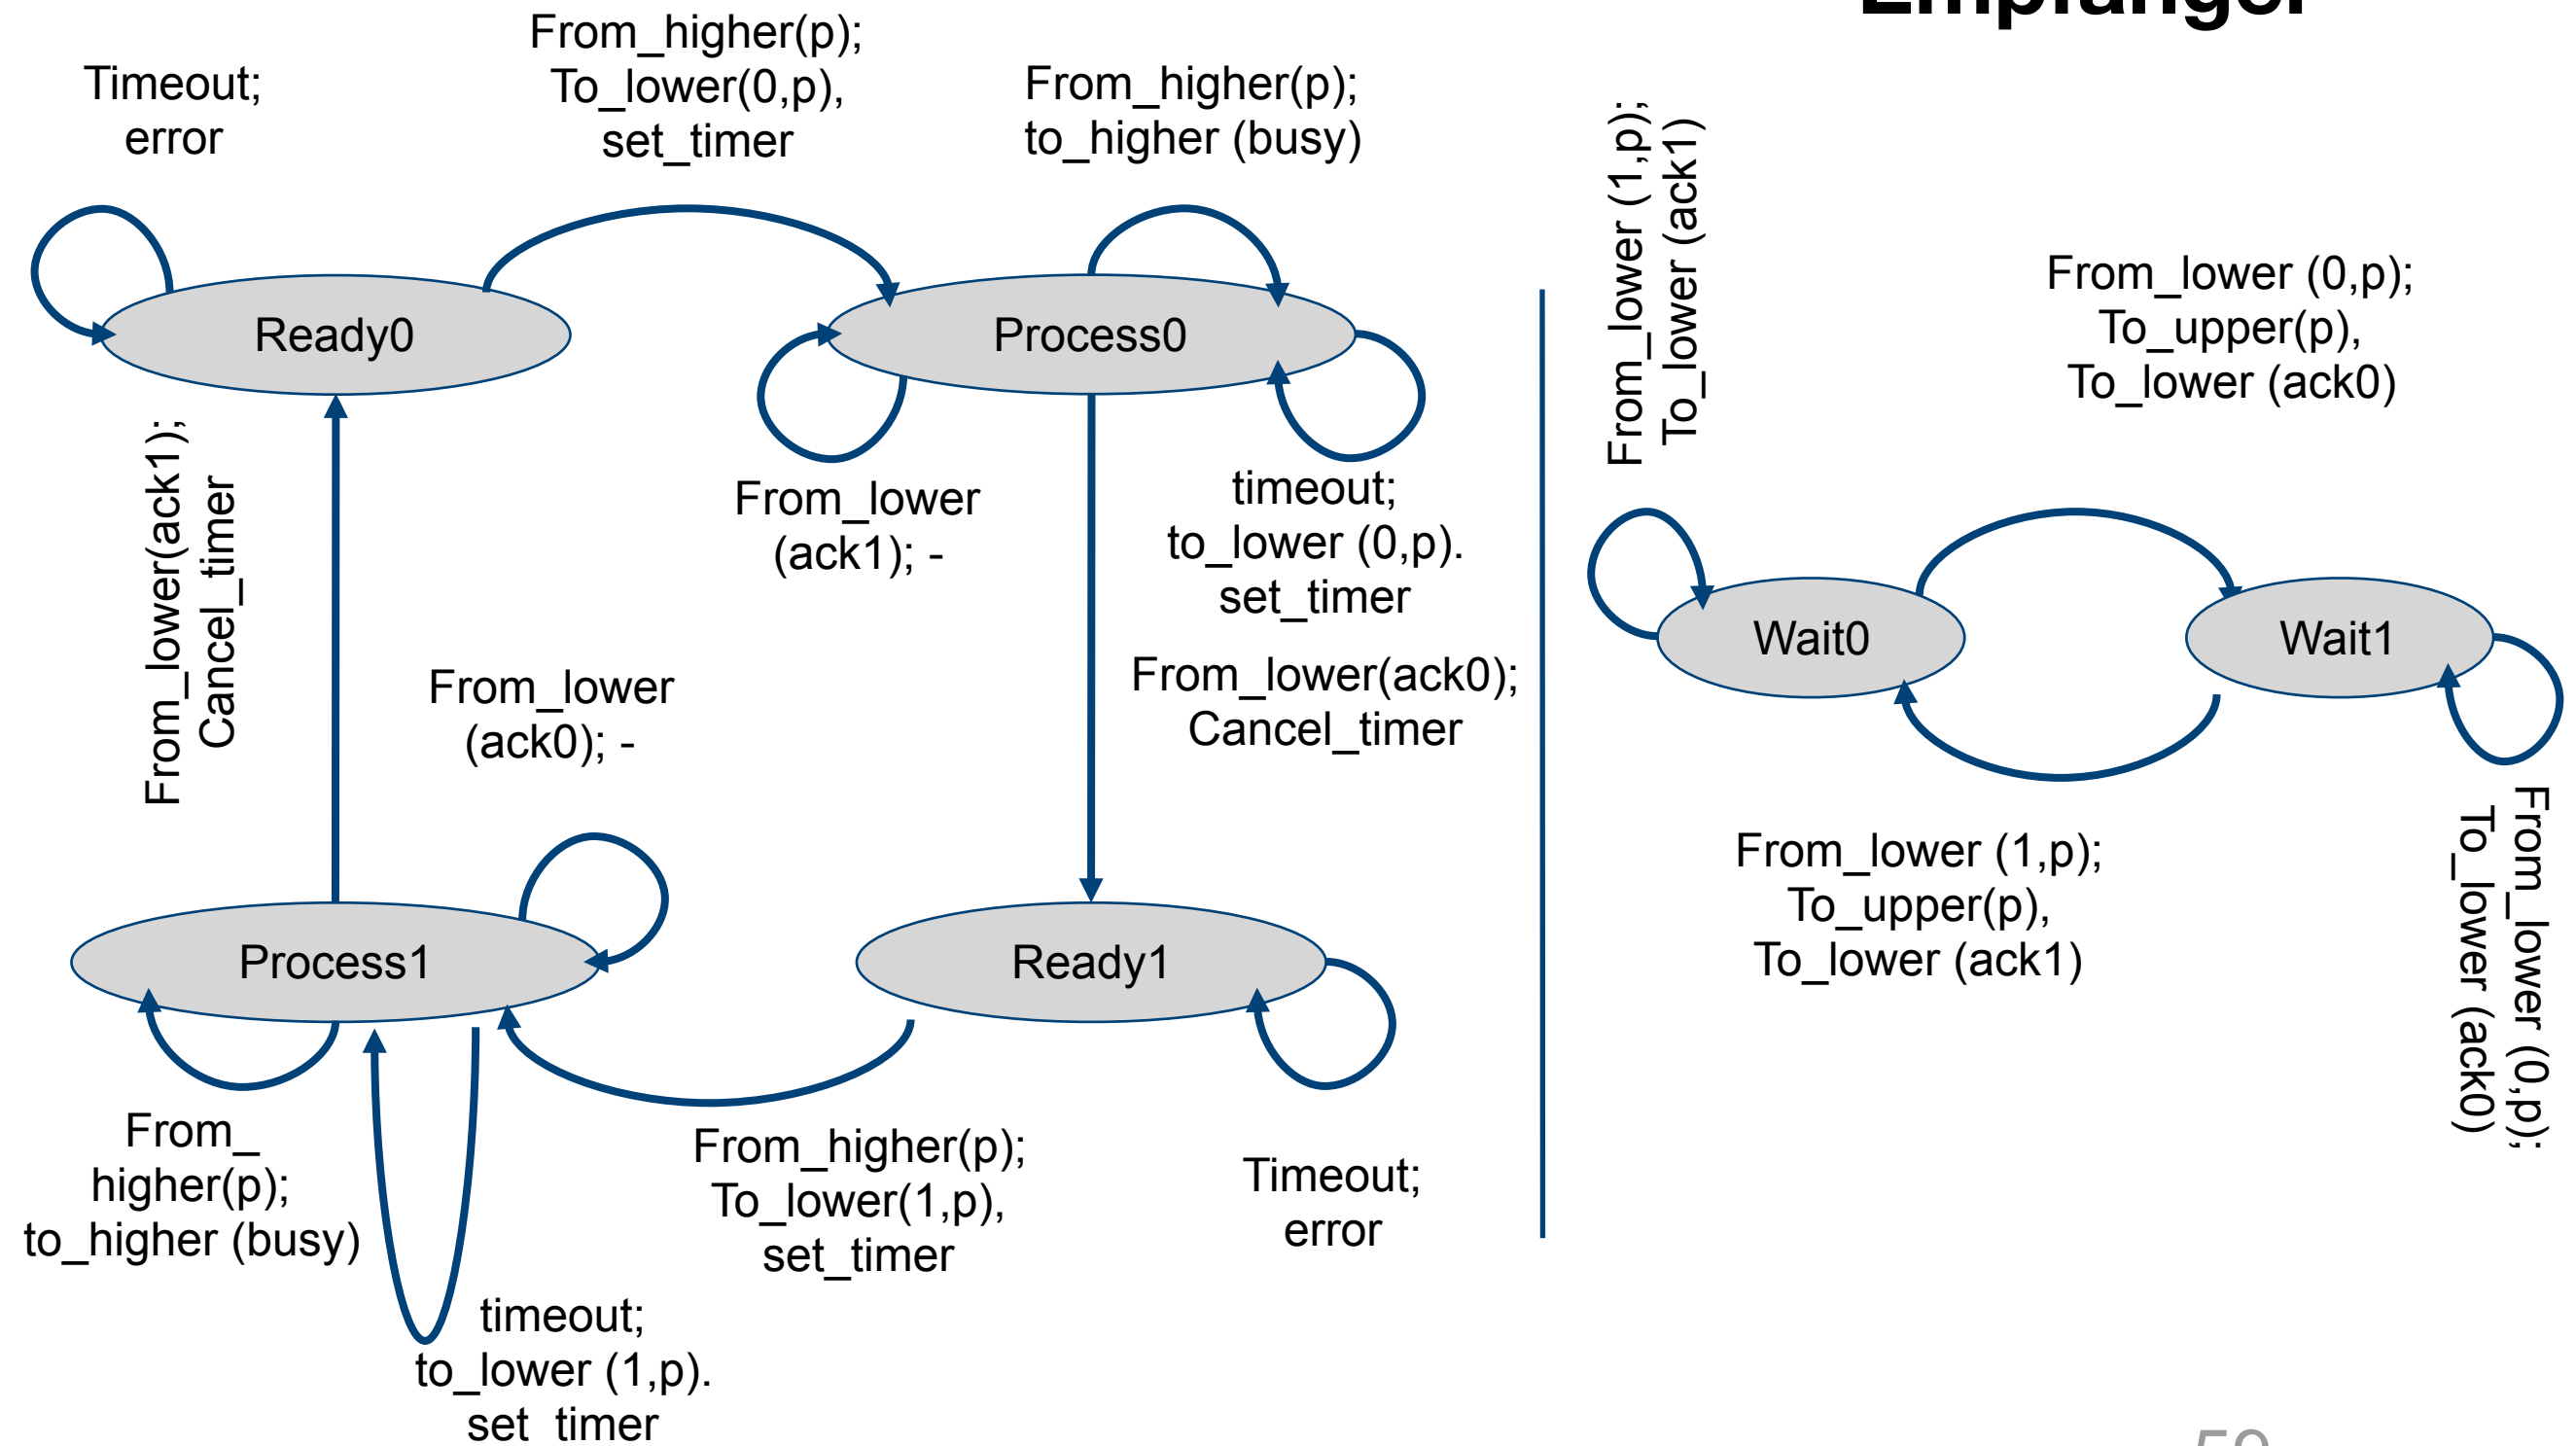 Empfänger
Timeout;
error
From_higher(p);
To_lower(0,p),
set_timer
From_higher(p);
to_higher (busy)
Ready0
Process0
From_lower
(ack1); -
timeout;
to_lower (0,p).
set_timer
From_lower(ack1);
Cancel_timer
From_lower
(ack0); -
From_lower(ack0);
Cancel_timer
Process1
Ready1
From_
higher(p);
to_higher (busy)
timeout;
to_lower (1,p).
set_timer
From_higher(p);
To_lower(1,p),
set_timer
Timeout;
error
From_lower (1,p);
To_lower (ack1)
From_lower (0,p);
To_upper(p),
To_lower (ack0)
Wait0
Wait1
From_lower (1,p);
To_upper(p),
To_lower (ack1)
From_lower (0,p);
To_lower (ack0)